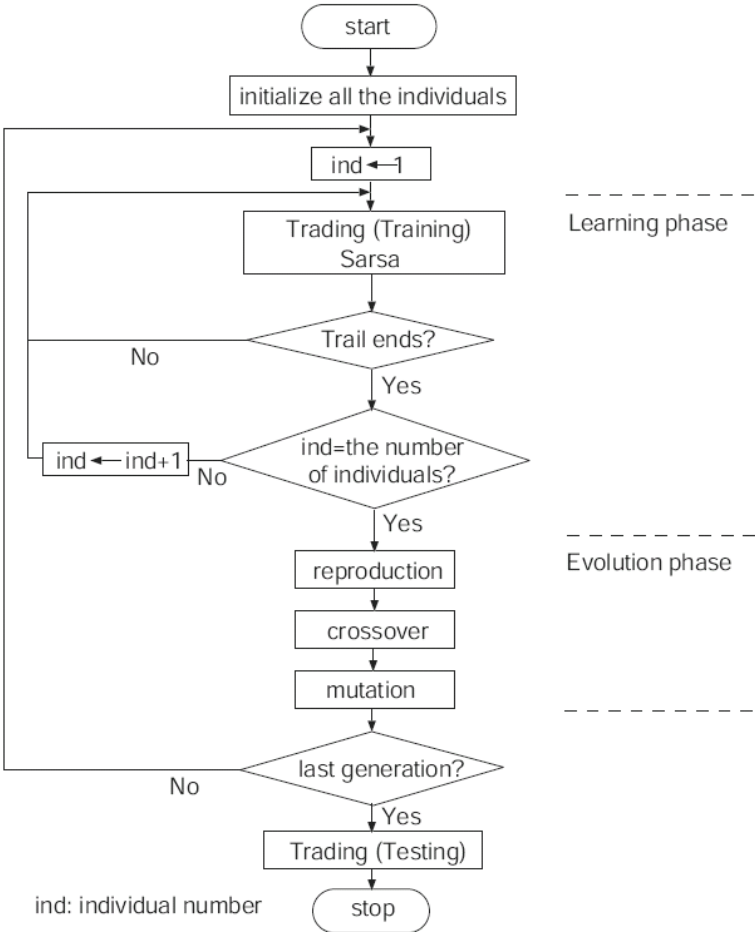 start
initialize all the individuals
ind ← 1
Learning phase
Trading (Training)
Sarsa
Trail ends?
No
Yes
ind=the number
of individuals?
ind ← ind+1
No
Yes
Evolution phase
reproduction
crossover
mutation
last generation?
No
Yes
Trading (Testing)
ind: individual number
stop